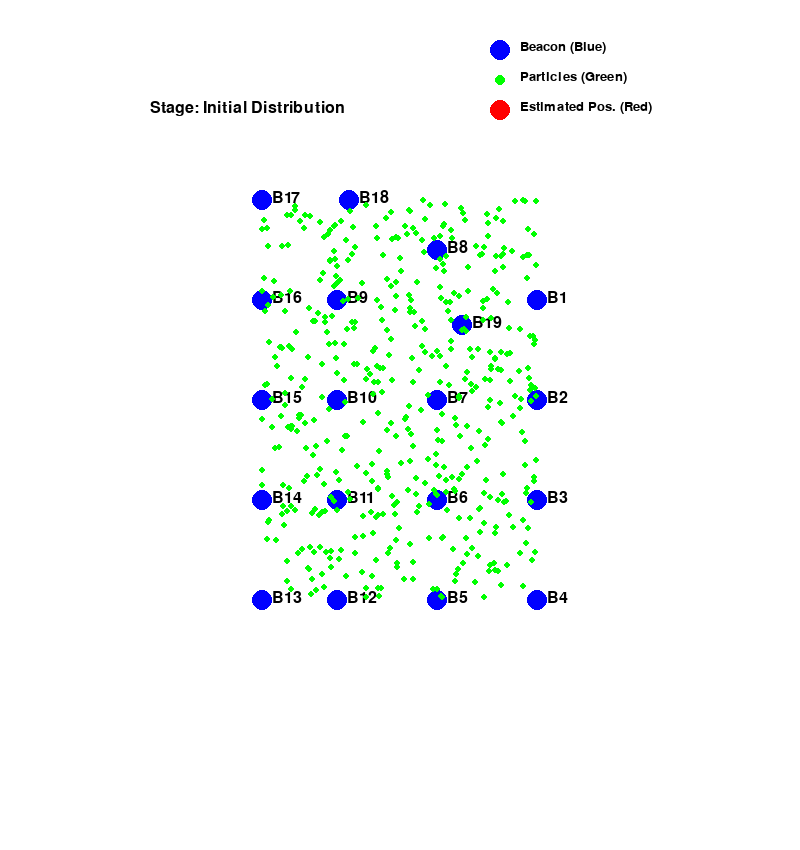 Beacon (Blue)
Particles (Green)
Stage: Initial Distribution
Estimated Pos. (Red)
B17
B18
B8
B16
B9
B1
B19
B15
B10
B7
B2
B14
B11
B6
B3
B13
B12
B5
B4